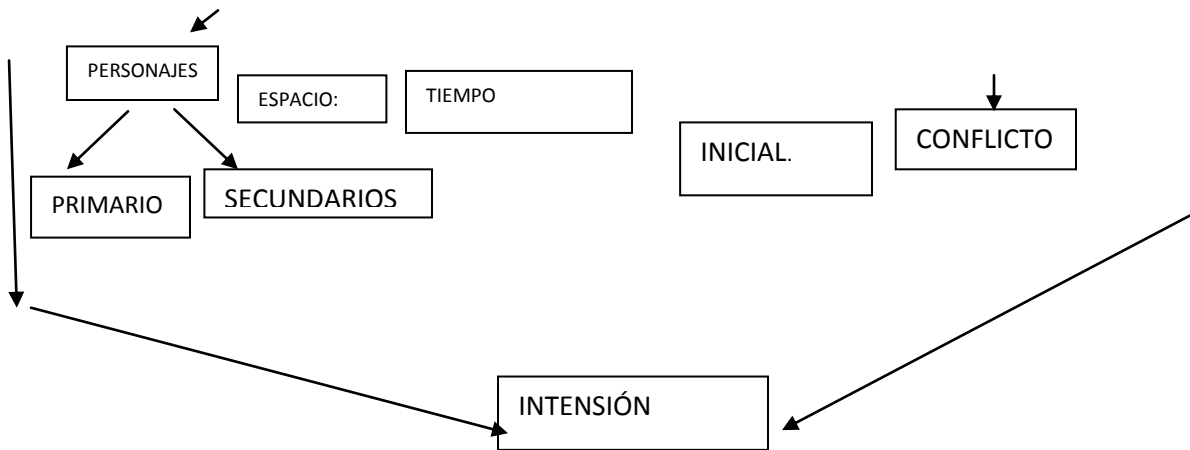 PERSONAJES
ESPACIO:
TIEMPO
INICIAL.
CONFLICTO
PRIMARIO
SECUNDARIOS
INTENSIÓN